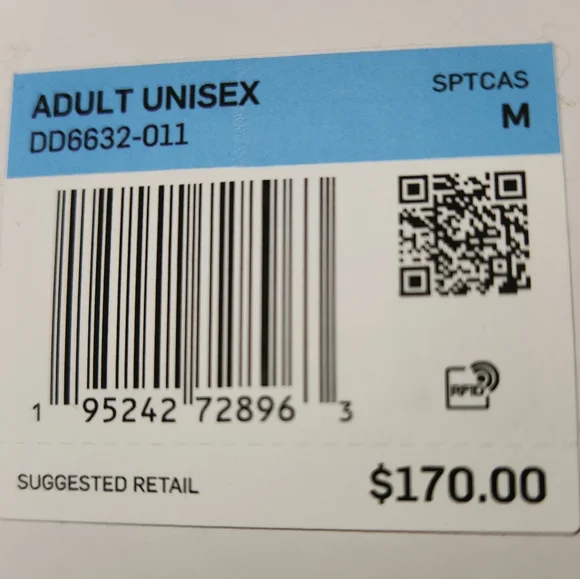 ADULT UNISEX
SPTCAS
DD6632-011
M
RFID
1 95242 72896 3
SUGGESTED RETAIL
$170.00